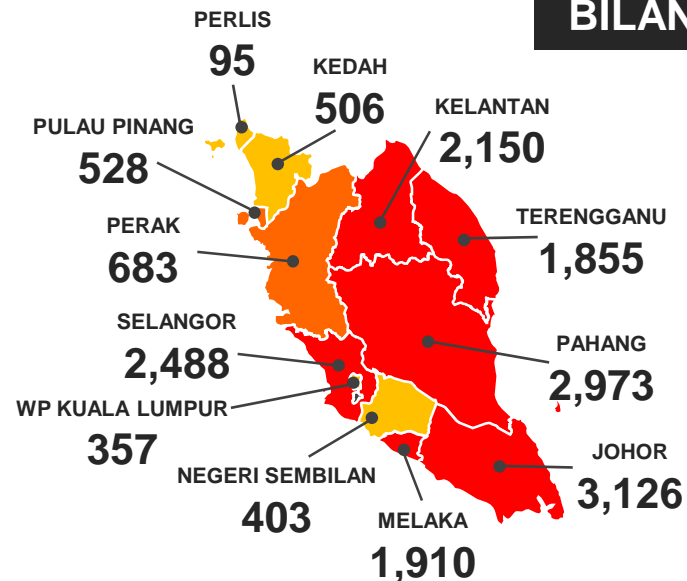 BILAN
PERLIS
95
KEDAH
506
KELANTAN
2,150
PULAU PINANG
528
TERENGGANU
1,855
PERAK
683
SELANGOR
2,488
PAHANG
2,973
WP KUALA LUMPUR
357
NEGERI SEMBILAN
403
JOHOR
3,126
MELAKA
1,910